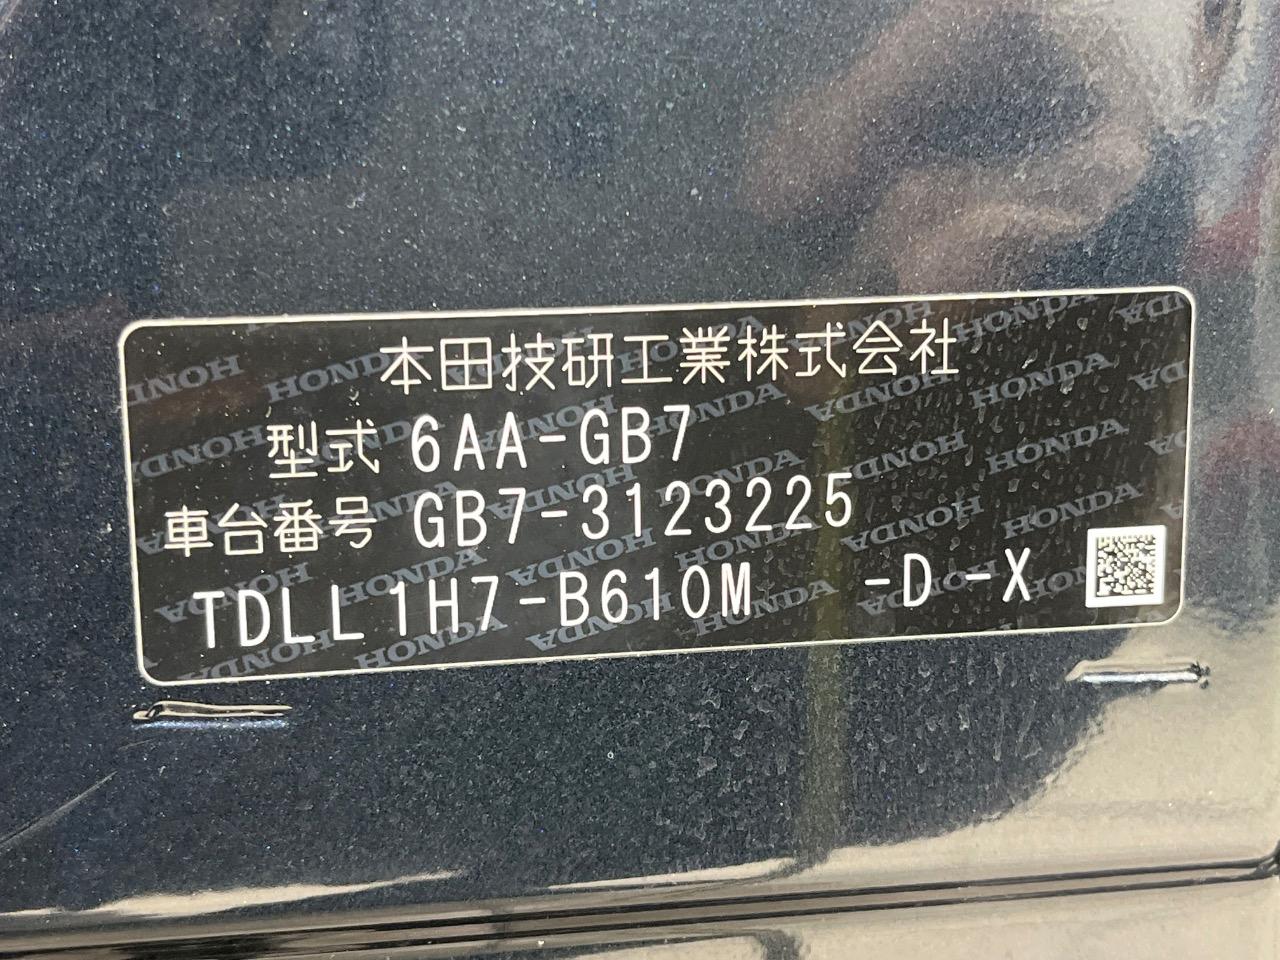 本田技研工業株式会社
型式 6AA-GB7
車台番号 GB7-3123225
TDLL1H7-B610M -D -X